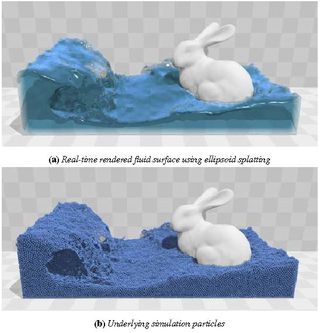 (a) Real-time rendered fluid surface using ellipsoid splatting
(b) Underlying simulation particles